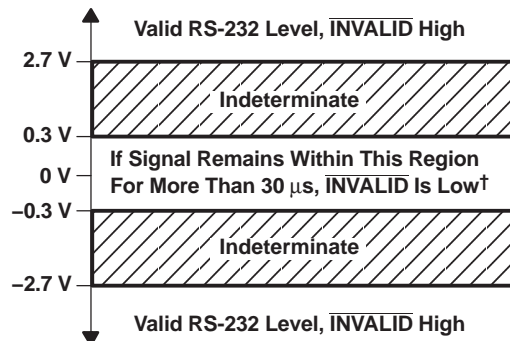 Valid RS-232 Level, INVALID High
2.7 V
Indeterminate
0.3 V
If Signal Remains Within This Region
0 V
For More Than 30 μs, INVALID Is Low†
−0.3 V
Indeterminate
−2.7 V
Valid RS-232 Level, INVALID High